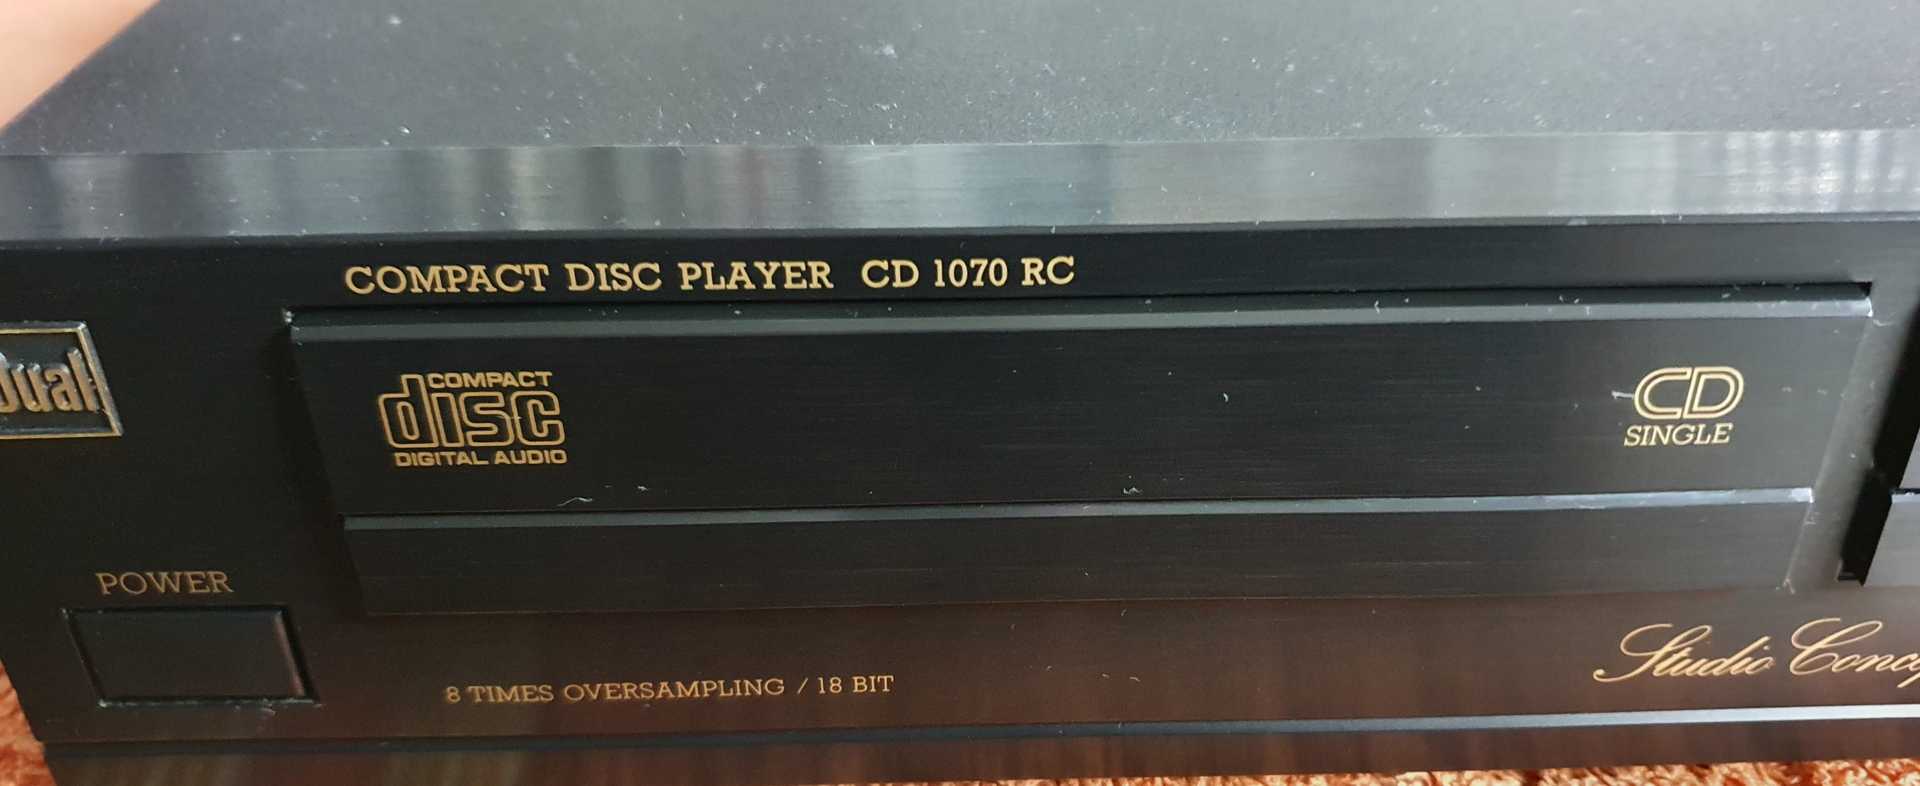 COMPACT DISC PLAYER CD 1070 RC
Dual
COMPACT
disc
DIGITAL AUDIO
CD
SINGLE
POWER
8 TIMES OVERSAMPLING / 18 BIT
Studio